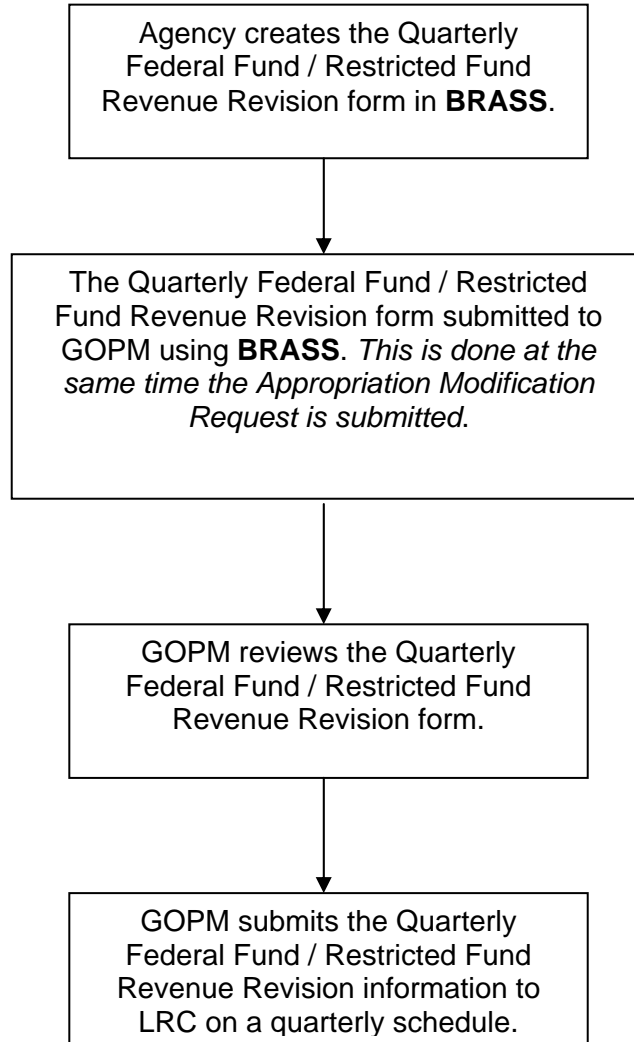 Agency creates the Quarterly
Federal Fund / Restricted Fund
Revenue Revision form in BRASS.
The Quarterly Federal Fund / Restricted
Fund Revenue Revision form submitted to
GOPM using BRASS. This is done at the
same time the Appropriation Modification
Request is submitted.
GOPM reviews the Quarterly
Federal Fund / Restricted Fund
Revenue Revision form.
GOPM submits the Quarterly
Federal Fund / Restricted Fund
Revenue Revision information to
LRC on a quarterly schedule.